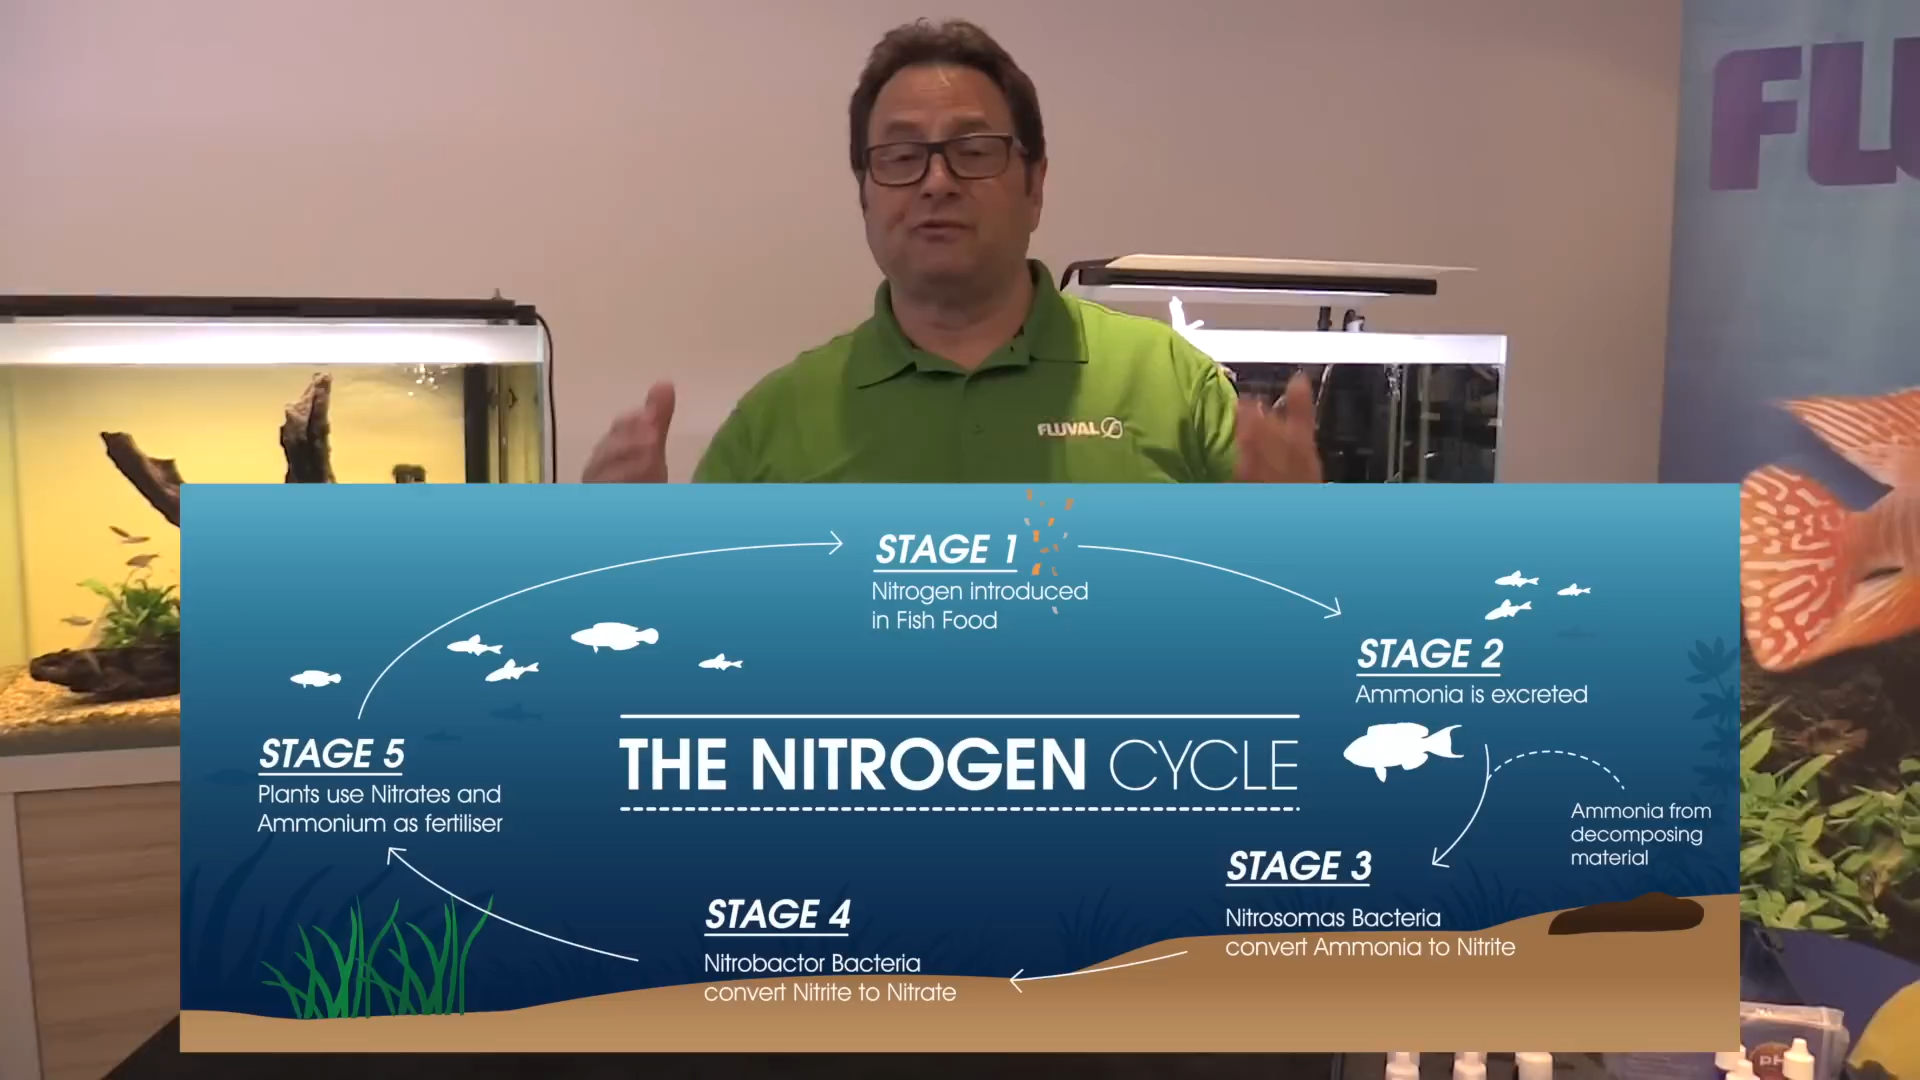 FLU
FLUVAL
STAGE 1
Nitrogen introduced
in Fish Food
STAGE 2
Ammonia is excreted
Ammonia from
decomposing
material
STAGE 3
Nitrosomas Bacteria
convert Ammonia to Nitrite
STAGE 4
Nitrobactor Bacteria
convert Nitrite to Nitrate
STAGE 5
Plants use Nitrates and
Ammonium as fertiliser
THE NITROGEN CYCLE
PH